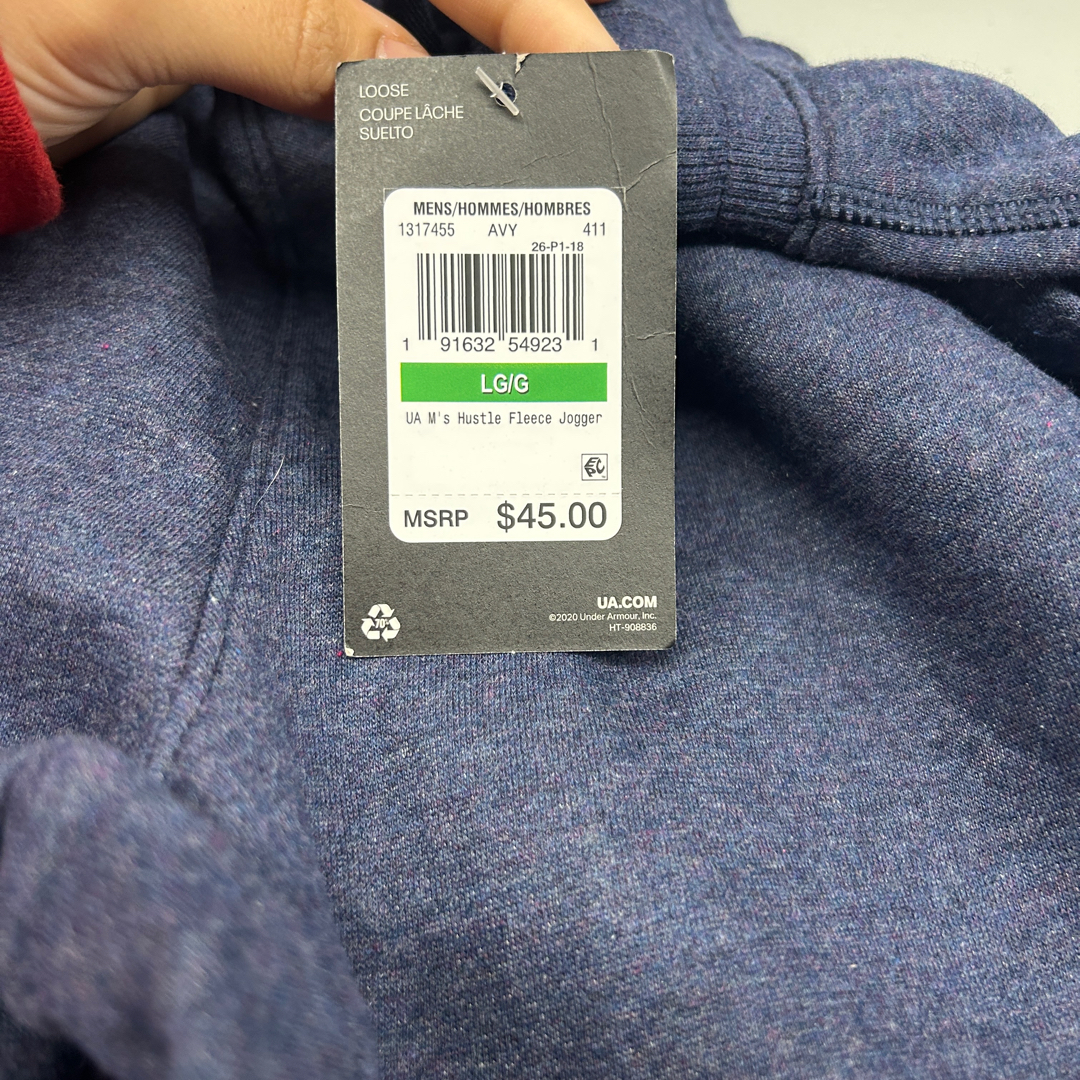 LOOSE
COUPE LÂCHE
SUELTO
MENS/HOMMES/HOMBRES
1317455 AVY 411
26-P1-18
1 91632 54923 1
LG/G
UA M's Hustle Fleece Jogger
MSRP $45.00
70%
UA.COM
©2020 Under Armour, Inc.
HT-908836